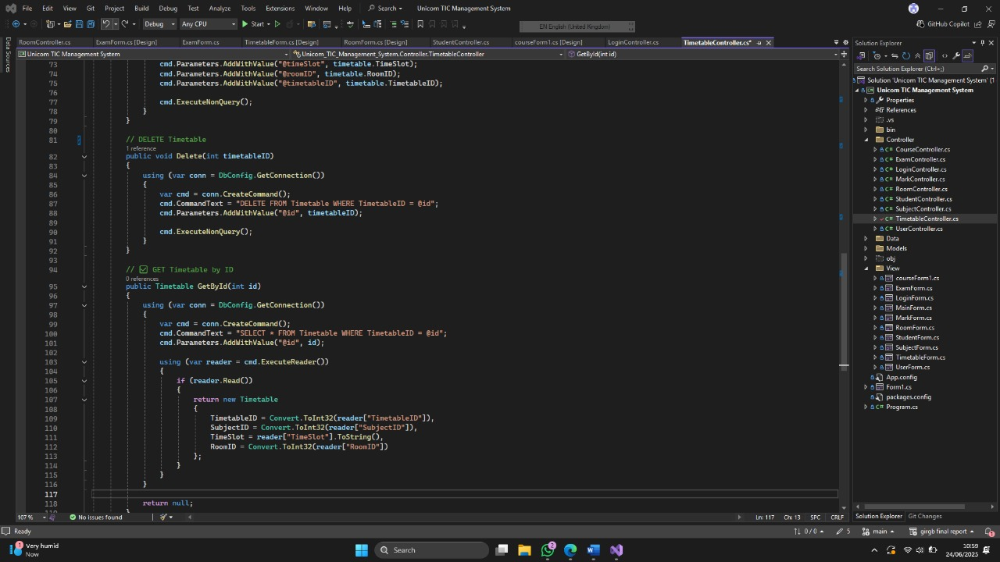 File Edit View Git Project Build Debug Test Analyze Tools Extensions Window Help Search Unicom TIC Management System
Debug Any CPU Start EN English (United Kingdom) GitHub Copilot
RoomController.cs ExamForm.cs [Design] ExamForm.cs TimetableForm.cs [Design] RoomForm.cs [Design] StudentController.cs courseForm1.cs [Design] LoginController.cs TimetableController.cs*
Data Sources
Unicom TIC Management System Unicom_TIC_Management_System.Controller.TimetableController GetById(int id)
73 cmd.Parameters.AddWithValue("@timeSlot", timetable.TimeSlot);
74 cmd.Parameters.AddWithValue("@roomID", timetable.RoomID);
75 cmd.Parameters.AddWithValue("@timetableID", timetable.TimetableID);
76
77 cmd.ExecuteNonQuery();
78 }
79 }
80
81 // DELETE Timetable
1 reference
82 public void Delete(int timetableID)
83 {
84 using (var conn = DbConfig.GetConnection())
85 {
86 var cmd = conn.CreateCommand();
87 cmd.CommandText = "DELETE FROM Timetable WHERE TimetableID = @id";
88 cmd.Parameters.AddWithValue("@id", timetableID);
89
90 cmd.ExecuteNonQuery();
91 }
92 }
93
94 // ✅ GET Timetable by ID
0 references
95 public Timetable GetById(int id)
96 {
97 using (var conn = DbConfig.GetConnection())
98 {
99 var cmd = conn.CreateCommand();
100 cmd.CommandText = "SELECT * FROM Timetable WHERE TimetableID = @id";
101 cmd.Parameters.AddWithValue("@id", id);
102
103 using (var reader = cmd.ExecuteReader())
104 {
105 if (reader.Read())
106 {
107 return new Timetable
108 {
109 TimetableID = Convert.ToInt32(reader["TimetableID"]),
110 SubjectID = Convert.ToInt32(reader["SubjectID"]),
111 TimeSlot = reader["TimeSlot"].ToString(),
112 RoomID = Convert.ToInt32(reader["RoomID"])
113 };
114 }
115 }
116 }
117
118 return null;
107 % No issues found Ln: 117 Ch: 13 SPC CRLF
Solution Explorer
Search Solution Explorer (Ctrl+;)
Solution 'Unicom TIC Management System' (1
Unicom TIC Management System
Properties
References
.vs
bin
Controller
CourseController.cs
ExamController.cs
LoginController.cs
MarkController.cs
RoomController.cs
StudentController.cs
SubjectController.cs
TimetableController.cs
UserController.cs
Data
Models
obj
View
courseForm1.cs
ExamForm.cs
LoginForm.cs
MainForm.cs
MarkForm.cs
RoomForm.cs
StudentForm.cs
SubjectForm.cs
TimetableForm.cs
UserForm.cs
App.config
Form1.cs
packages.config
Program.cs
Solution Explorer Git Changes
Ready 0 / 0 5 main girgb final report 1
1 Very humid
Now
Search
2
10:59
24/06/2025